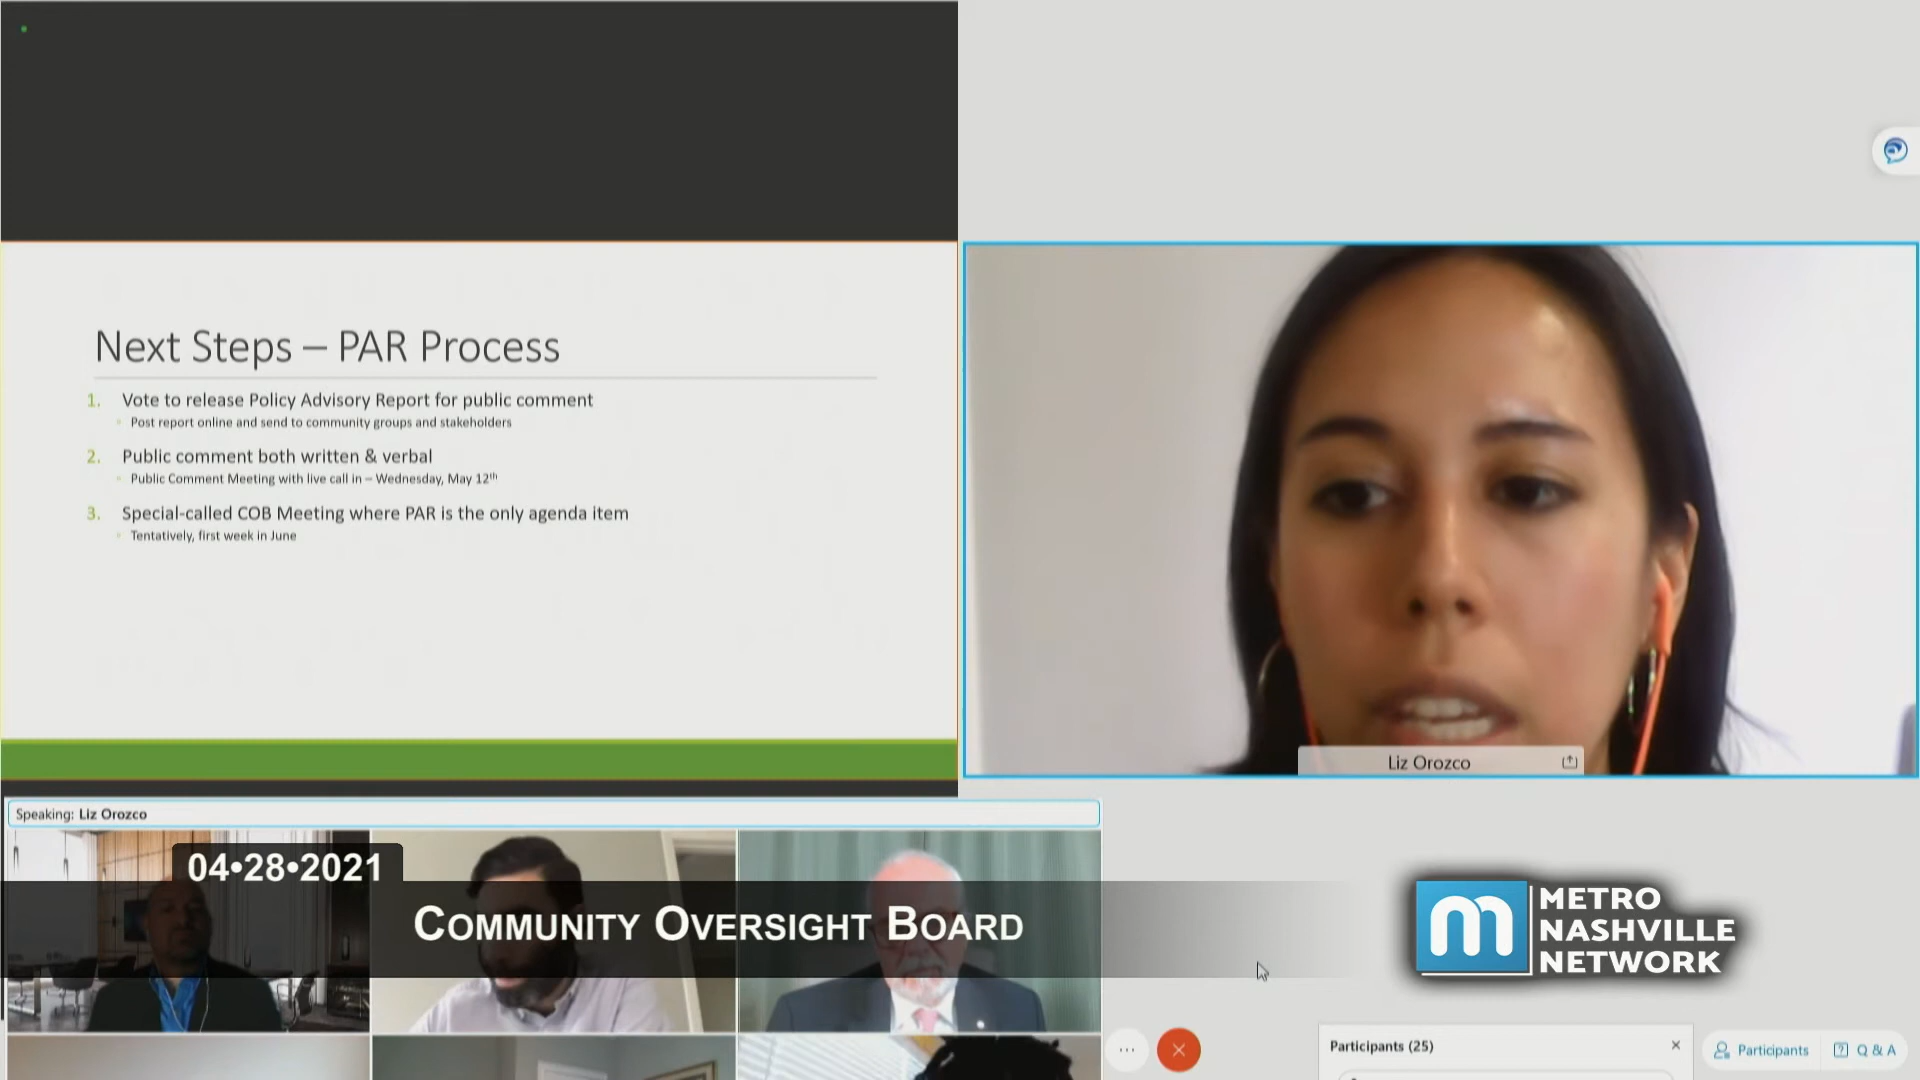 Next Steps – PAR Process
1. Vote to release Policy Advisory Report for public comment
Post report online and send to community groups and stakeholders
2. Public comment both written & verbal
Public Comment Meeting with live call in – Wednesday, May 12th
3. Special-called COB Meeting where PAR is the only agenda item
Tentatively, first week in June
Liz Orozco
Speaking: Liz Orozco
04•28•2021
COMMUNITY OVERSIGHT BOARD
METRO
NASHVILLE
NETWORK
Participants (25)
Participants
Q & A